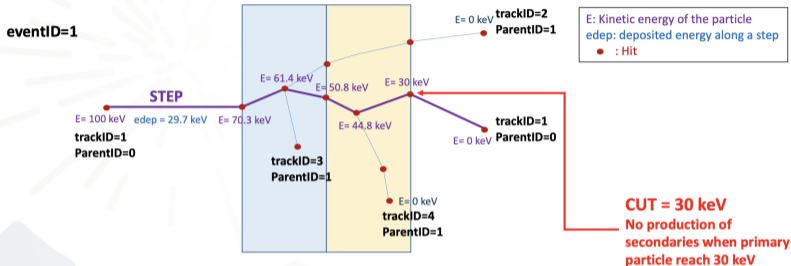 eventID=1
E= 0 keV
trackID=2
ParentID=1
E: Kinetic energy of the particle
edep: deposited energy along a step
: Hit
STEP
E= 61.4 keV
E= 50.8 keV
E= 30 keV
E= 100 keV
edep = 29.7 keV
E= 70.3 keV
E= 44.8 keV
trackID=1
ParentID=0
trackID=1
ParentID=0
E= 0 keV
trackID=3
ParentID=1
E= 0 keV
trackID=4
ParentID=1
CUT = 30 keV
No production of
secondaries when primary
particle reach 30 keV